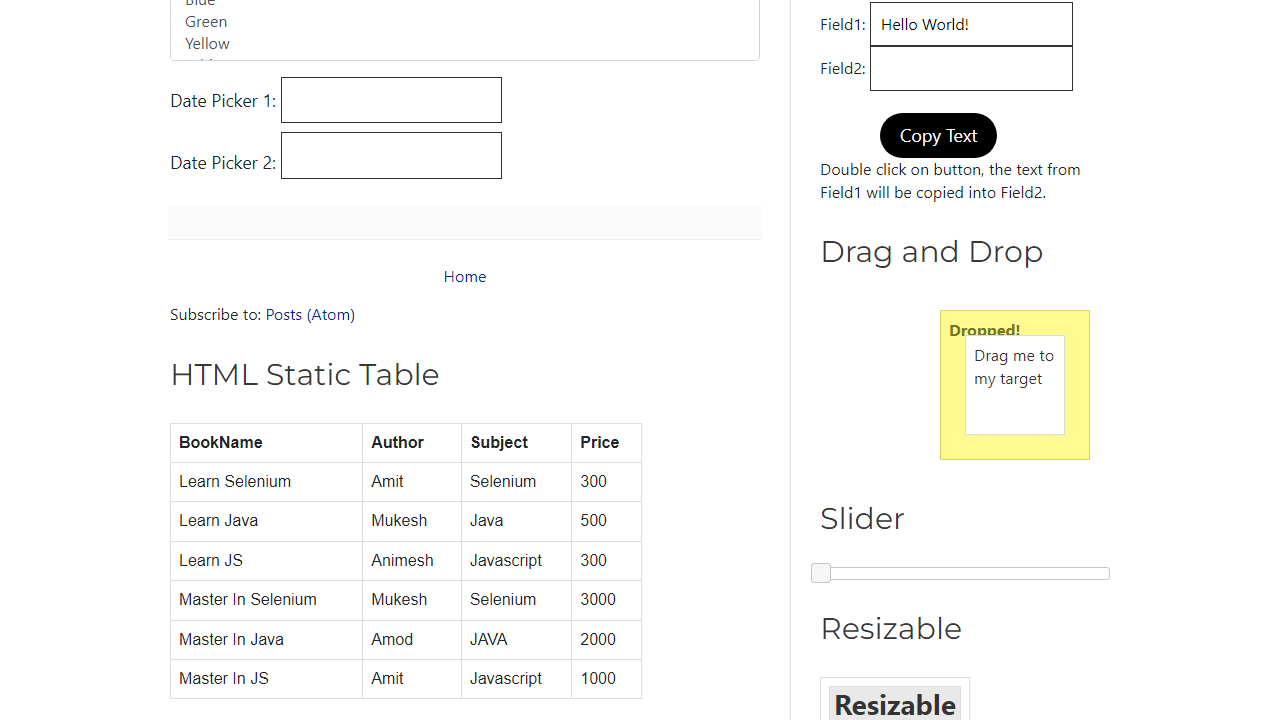 Blue
Green
Yellow
Date Picker 1:
Date Picker 2:
Home
Subscribe to: Posts (Atom)
HTML Static Table
BookName Author Subject Price
Learn Selenium Amit Selenium 300
Learn Java Mukesh Java 500
Learn JS Animesh Javascript 300
Master In Selenium Mukesh Selenium 3000
Master In Java Amod JAVA 2000
Master In JS Amit Javascript 1000
Field1: Hello World!
Field2:
Copy Text
Double click on button, the text from
Field1 will be copied into Field2.
Drag and Drop
Dropped!
Drag me to
my target
Slider
Resizable
Resizable